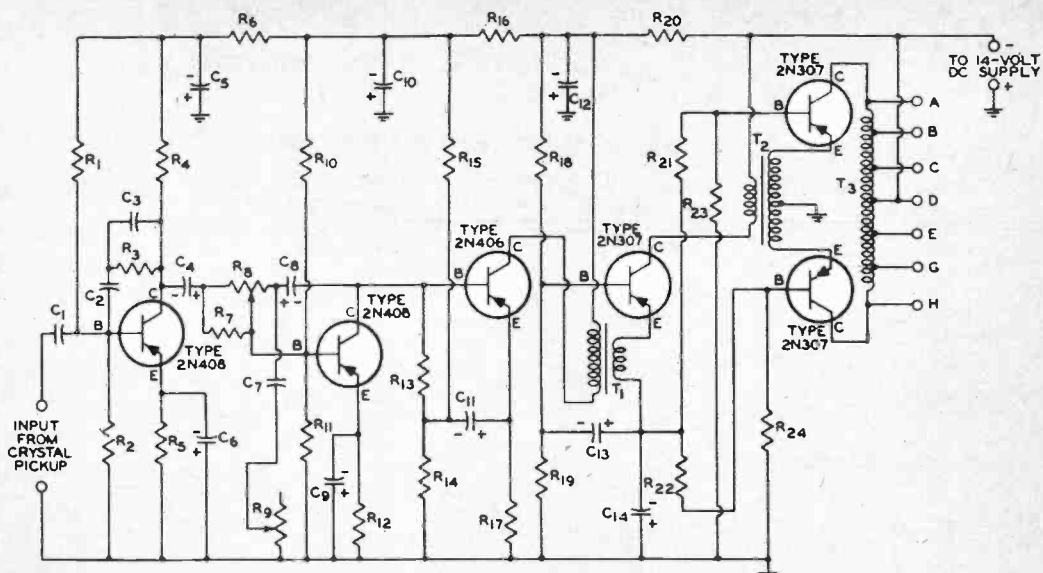 R6
R16
R20
C5
C10
C12
R1
R4
R10
R15
R18
R21
R23
TYPE
2N307
C
B
E
T2
T3
-
TO 14-VOLT
DC SUPPLY
+
A
B
C
D
E
G
H
C3
R3
C2
C4
R8
C8
R7
C1
B
C
E
TYPE
2N408
C7
B
C
E
TYPE
2N408
TYPE
2N406
B
C
E
TYPE
2N307
B
C
E
T1
B
E
C
TYPE
2N307
INPUT
FROM
CRYSTAL
PICKUP
R2
R5
C6
R9
R11
C9
R12
R13
R14
C11
R17
R19
C13
C14
R22
R24